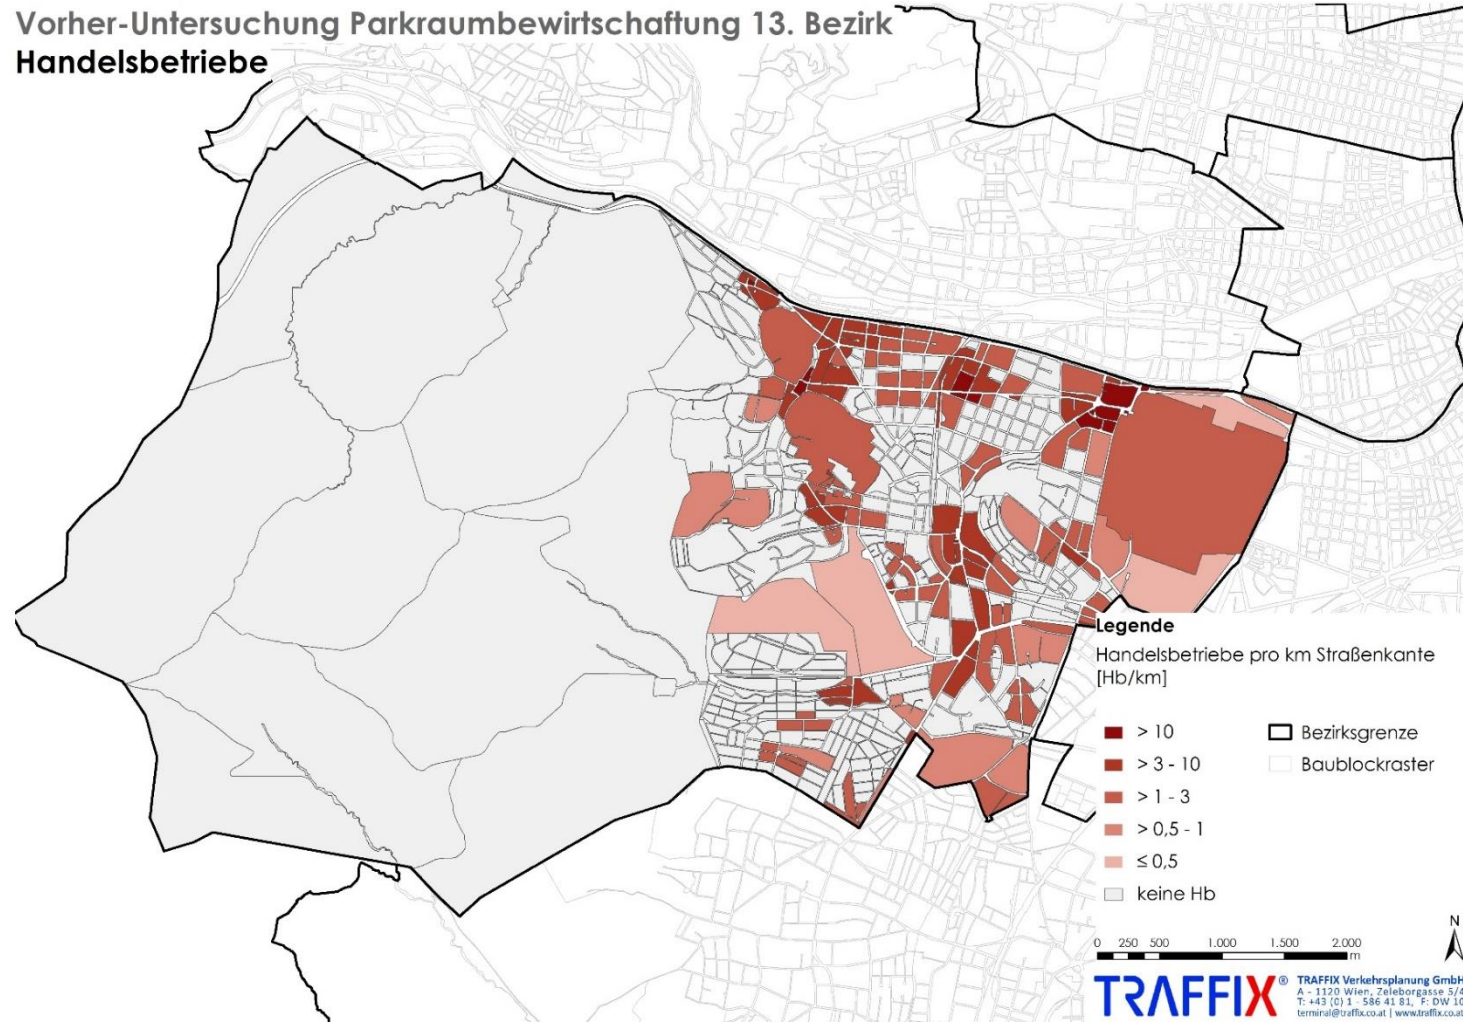 Vorher-Untersuchung Parkraumbewirtschaftung 13. Bezirk
Handelsbetriebe
Legende
Handelsbetriebe pro km Straßenkante
[Hb/km]
> 10
> 3 - 10
> 1 - 3
> 0,5 - 1
≤ 0,5
keine Hb
Bezirksgrenze
Baublockraster
N
0 250 500 1.000 1.500 2.000
m
TRAFFIX®
TRAFFIX Verkehrsplanung GmbH
A - 1120 Wien, Zeleborgasse 5/4
T: +43 (0) 1 - 586 41 81, F: DW 10
terminal@traffix.co.at | www.traffix.co.at